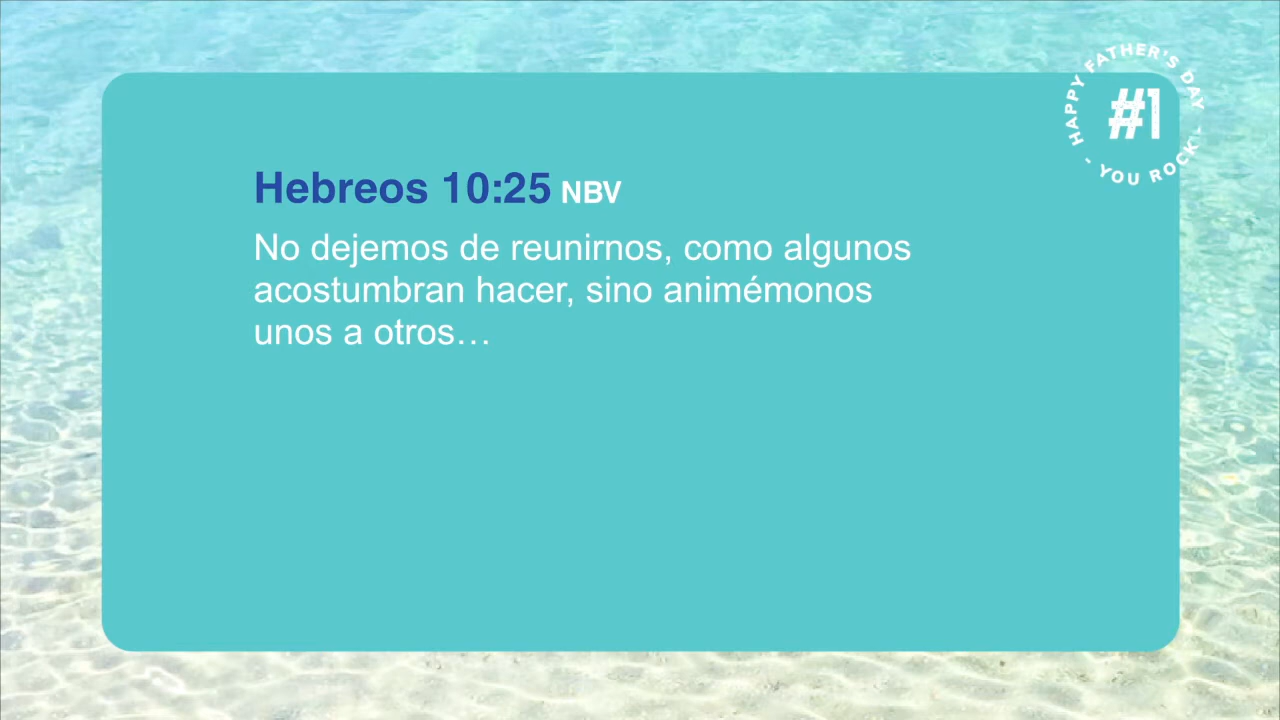 HAPPY FATHER'S DAY
#1
- YOU ROCK -
Hebreos 10:25 NBV
No dejemos de reunirnos, como algunos
acostumbran hacer, sino animémonos
unos a otros…